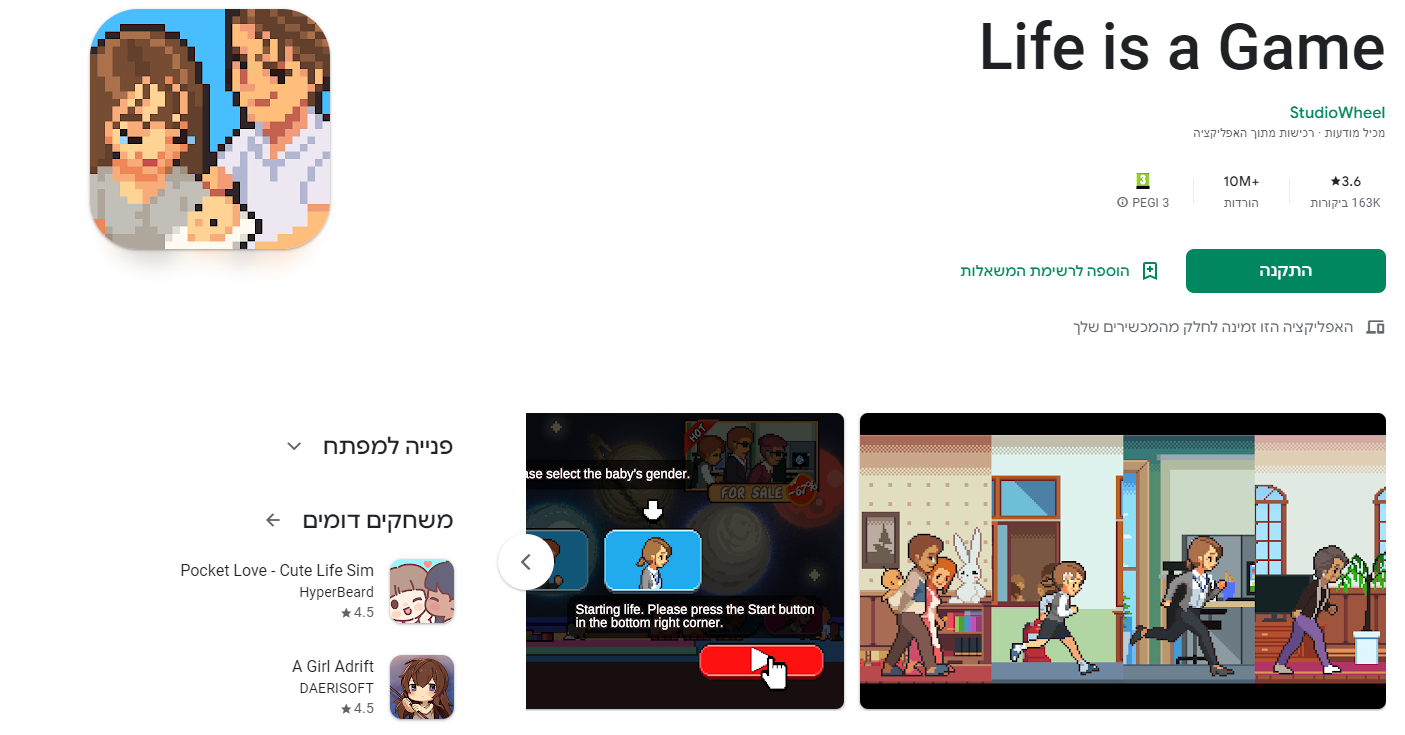 Life is a Game
StudioWheel
מכיל מודעות · רכישות מתוך האפליקציה
3.6★
163K ביקורות
10M+
הורדות
3
PEGI 3
התקנה
הוספה לרשימת המשאלות
האפליקציה הזו זמינה לחלק מהמכשירים שלך
HOT
FOR SALE -67%
ase select the baby's gender.
Starting life. Please press the Start button
in the bottom right corner.
פנייה למפתח
משחקים דומים
Pocket Love - Cute Life Sim
HyperBeard
4.5★
A Girl Adrift
DAERISOFT
4.5★